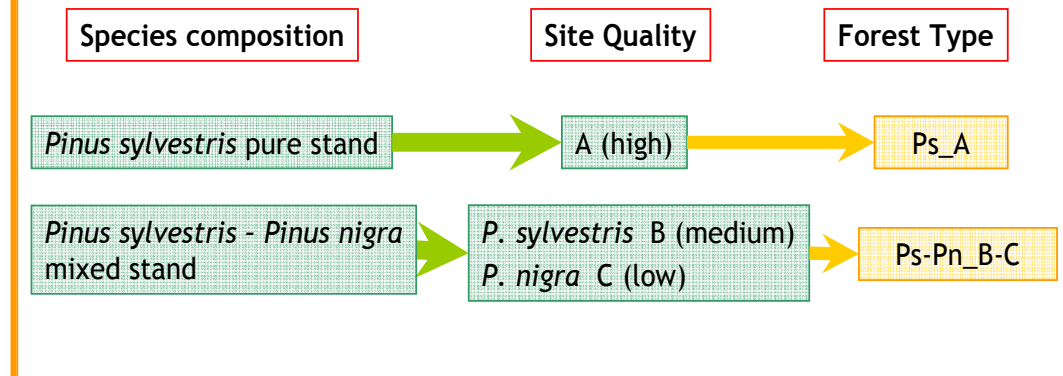 Species composition
Site Quality
Forest Type
Pinus sylvestris pure stand
A (high)
Ps_A
Pinus sylvestris – Pinus nigra
mixed stand
P. sylvestris B (medium)
P. nigra C (low)
Ps-Pn_B-C